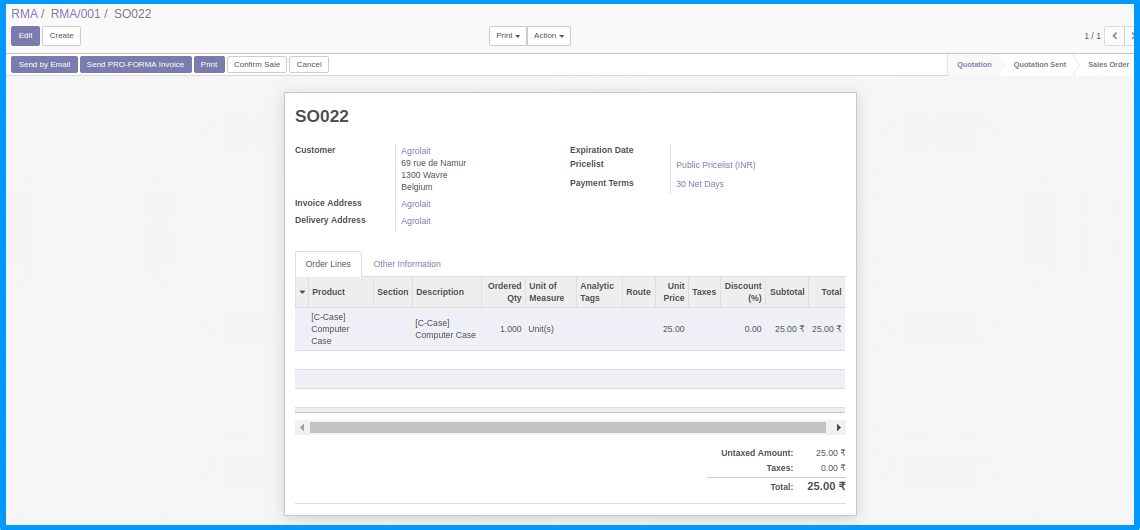 RMA / RMA/001 / SO022
Edit Create Print Action 1 / 1
Send by Email Send PRO-FORMA Invoice Print Confirm Sale Cancel Quotation Quotation Sent Sales Order
SO022
Customer Agrolait
69 rue de Namur
1300 Wavre
Belgium
Invoice Address Agrolait
Delivery Address Agrolait
Expiration Date
Pricelist Public Pricelist (INR)
Payment Terms 30 Net Days
Order Lines Other Information
Product Section Description Ordered Qty Unit of Measure Analytic Tags Route Unit Price Taxes Discount (%) Subtotal Total
[C-Case] Computer Case [C-Case] Computer Case 1.000 Unit(s) 25.00 0.00 25.00 ₹ 25.00 ₹
Untaxed Amount: 25.00 ₹
Taxes: 0.00 ₹
Total: 25.00 ₹